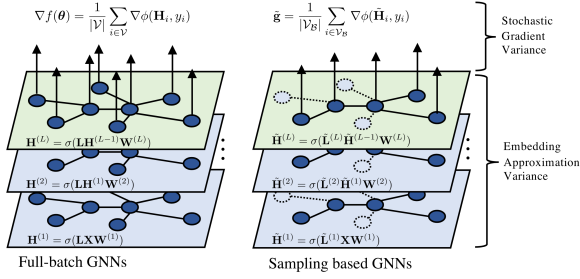 ∇f(θ) = 1/|V| ∑_{i∈V} ∇ϕ(H_i, y_i)
g̃ = 1/|V_B| ∑_{i∈V_B} ∇ϕ(H̃_i, y_i)
Stochastic
Gradient
Variance
H^(L) = σ(LH^(L−1)W^(L))
H^(2) = σ(LH^(1)W^(2))
H^(1) = σ(LXW^(1))
Full-batch GNNs
H̃^(L) = σ(L̃^(L)H̃^(L−1)W^(L))
H̃^(2) = σ(L̃^(2)H̃^(1)W^(2))
H̃^(1) = σ(L̃^(1)XW^(1))
Sampling based GNNs
Embedding
Approximation
Variance